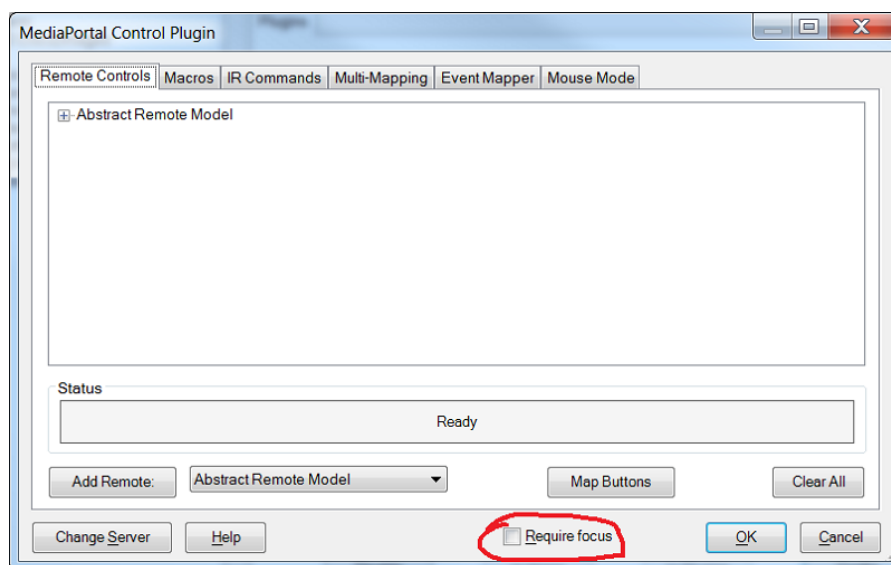 Plugins
MediaPortal Control Plugin
Remote Controls Macros IR Commands Multi-Mapping Event Mapper Mouse Mode
Abstract Remote Model
Status
Ready
Add Remote: Abstract Remote Model Map Buttons Clear All
Change Server Help Require focus OK Cancel